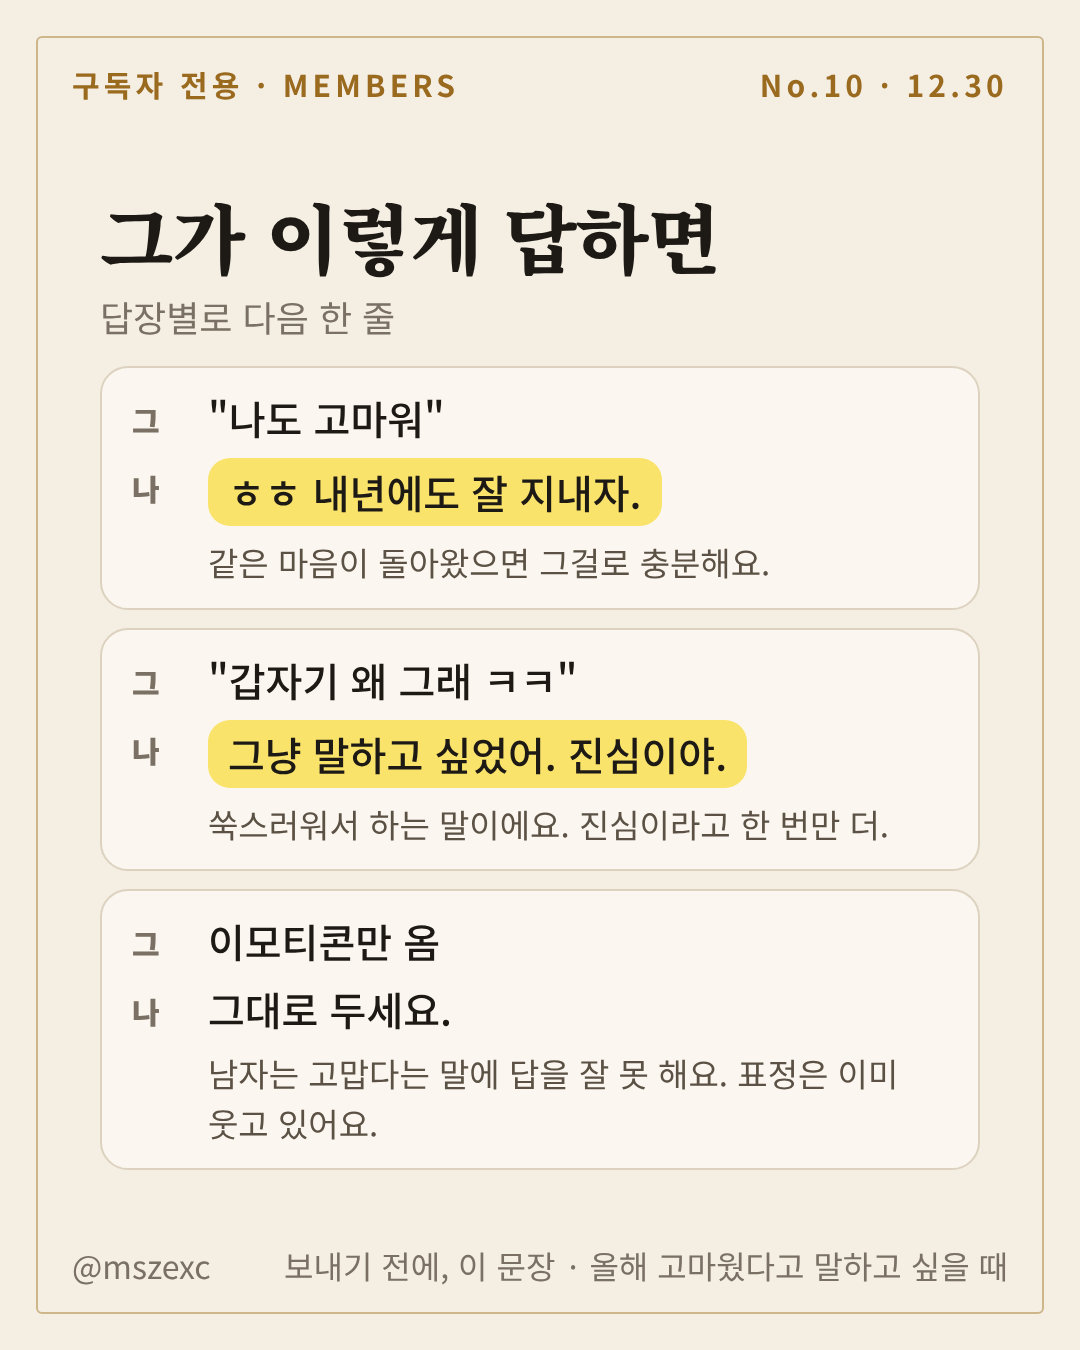 구독자 전용 · MEMBERS
No.10 · 12.30
그가 이렇게 답하면
답장별로 다음 한 줄
그 "나도 고마워"
나 ㅎㅎ 내년에도 잘 지내자.
같은 마음이 돌아왔으면 그걸로 충분해요.
그 "갑자기 왜 그래 ㅋㅋ"
나 그냥 말하고 싶었어. 진심이야.
쑥스러워서 하는 말이에요. 진심이라고 한 번만 더.
그 이모티콘만 옴
나 그대로 두세요.
남자는 고맙다는 말에 답을 잘 못 해요. 표정은 이미
웃고 있어요.
@mszexc
보내기 전에, 이 문장 · 올해 고마웠다고 말하고 싶을 때